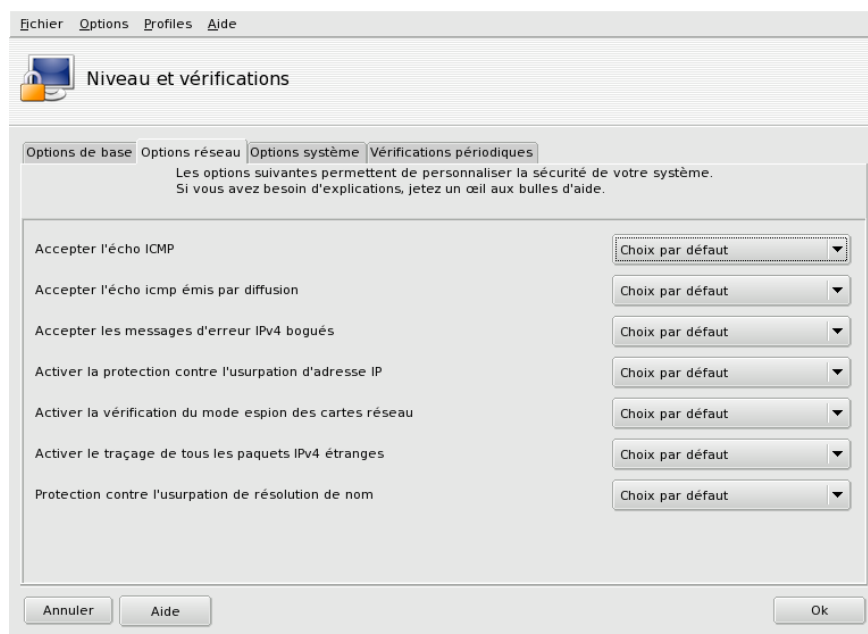 Fichier Options Profiles Aide
Niveau et vérifications
Options de base Options réseau Options système Vérifications périodiques
Les options suivantes permettent de personnaliser la sécurité de votre système.
Si vous avez besoin d'explications, jetez un œil aux bulles d'aide.
Accepter l'écho ICMP Choix par défaut
Accepter l'écho icmp émis par diffusion Choix par défaut
Accepter les messages d'erreur IPv4 bogués Choix par défaut
Activer la protection contre l'usurpation d'adresse IP Choix par défaut
Activer la vérification du mode espion des cartes réseau Choix par défaut
Activer le traçage de tous les paquets IPv4 étranges Choix par défaut
Protection contre l'usurpation de résolution de nom Choix par défaut
Annuler Aide Ok